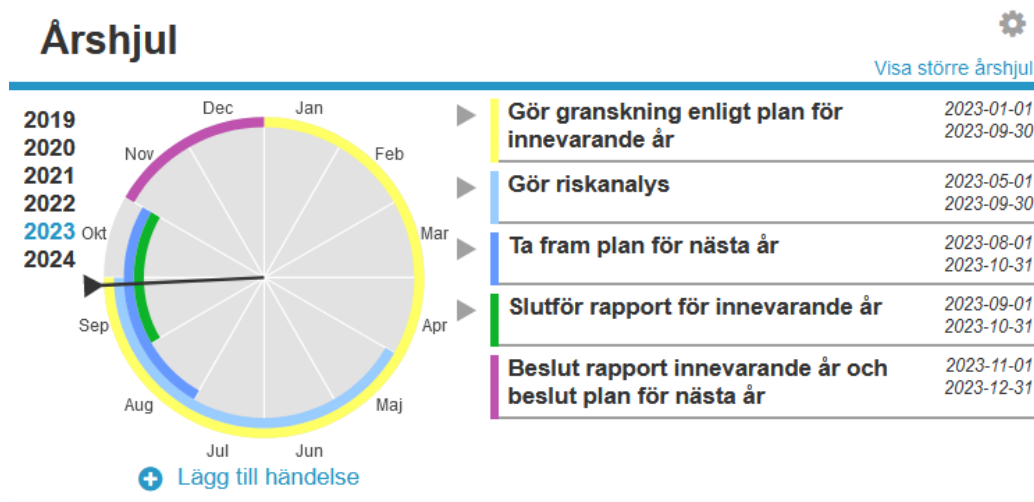 Årshjul
Visa större årshjul
2019
2020
2021
2022
2023
2024
Jan
Feb
Mar
Apr
Maj
Jun
Jul
Aug
Sep
Okt
Nov
Dec
Lägg till händelse
Gör granskning enligt plan för
innevarande år
2023-01-01
2023-09-30
Gör riskanalys
2023-05-01
2023-09-30
Ta fram plan för nästa år
2023-08-01
2023-10-31
Slutför rapport för innevarande år
2023-09-01
2023-10-31
Beslut rapport innevarande år och
beslut plan för nästa år
2023-11-01
2023-12-31